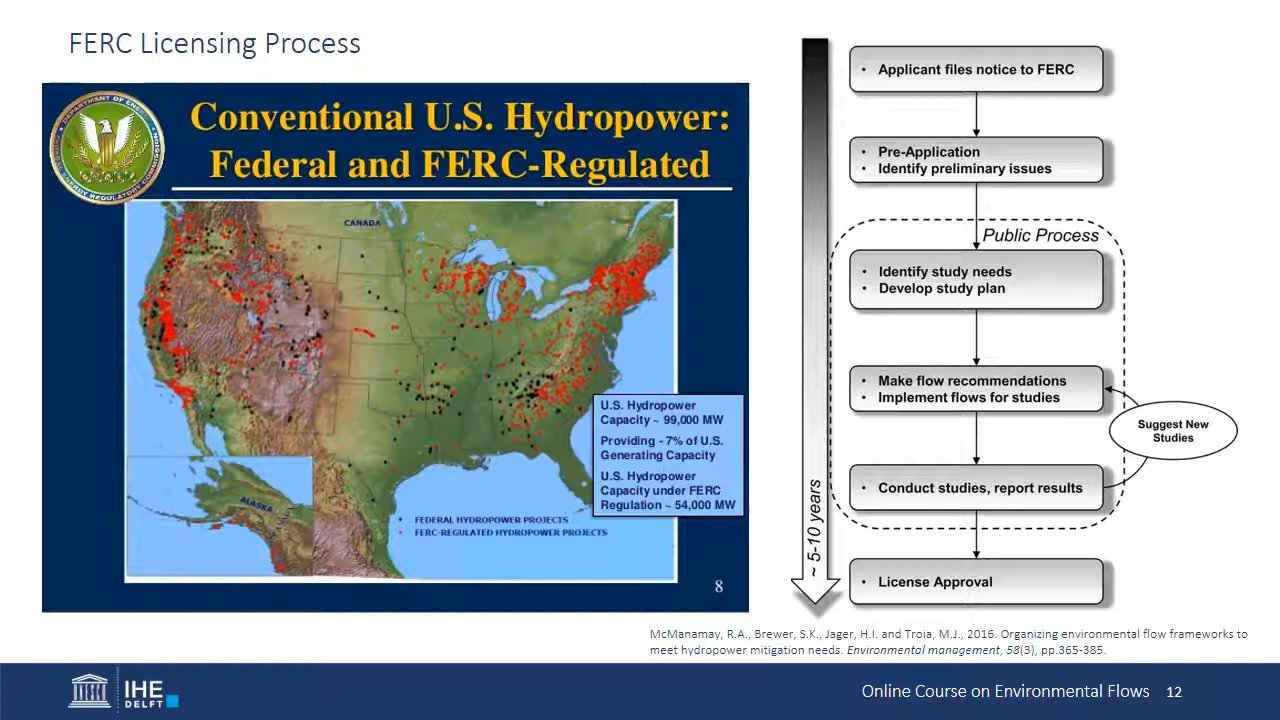 FERC Licensing Process
Conventional U.S. Hydropower:
Federal and FERC-Regulated
CANADA
ALASKA
U.S. Hydropower
Capacity ~ 99,000 MW
Providing - 7% of U.S.
Generating Capacity
U.S. Hydropower
Capacity under FERC
Regulation ~ 54,000 MW
FEDERAL HYDROPOWER PROJECTS
FERC-REGULATED HYDROPOWER PROJECTS
8
~ 5-10 years
• Applicant files notice to FERC
• Pre-Application
• Identify preliminary issues
Public Process
• Identify study needs
• Develop study plan
• Make flow recommendations
• Implement flows for studies
Suggest New
Studies
• Conduct studies, report results
• License Approval
McManamay, R.A., Brewer, S.K., Jager, H.I. and Troia, M.J., 2016. Organizing environmental flow frameworks to
meet hydropower mitigation needs. Environmental management, 58(3), pp.365-385.
IHE
DELFT
Online Course on Environmental Flows 12